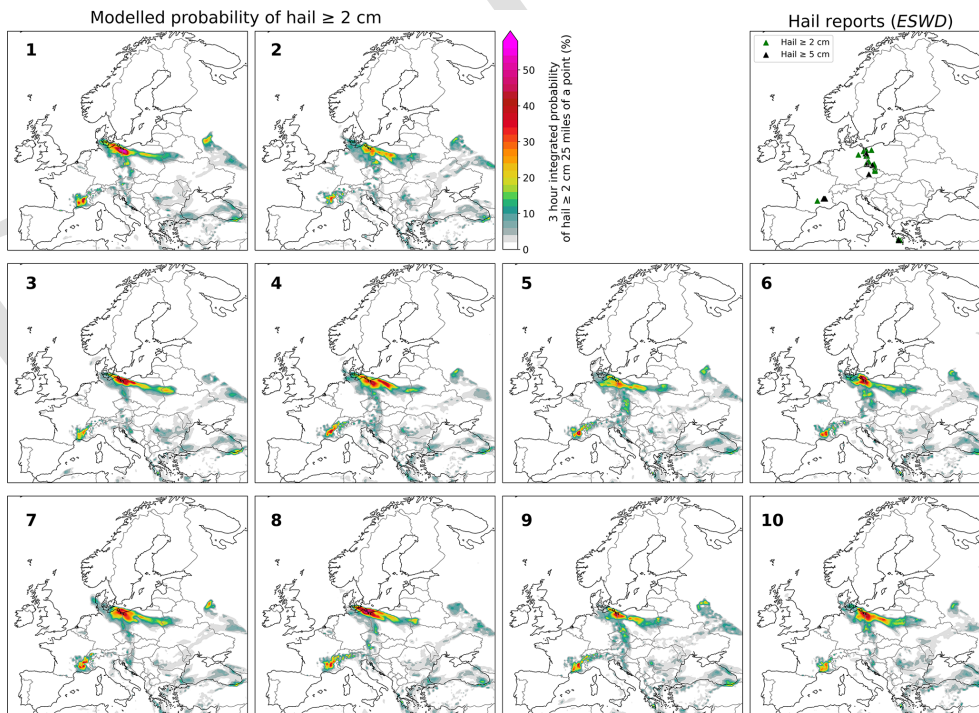 Modelled probability of hail ≥ 2 cm
Hail reports (ESWD)
1
2
50
40
30
20
10
0
3 hour integrated probability
of hail ≥ 2 cm 25 miles of a point (%)
Hail ≥ 2 cm
Hail ≥ 5 cm
3
4
5
6
7
8
9
10